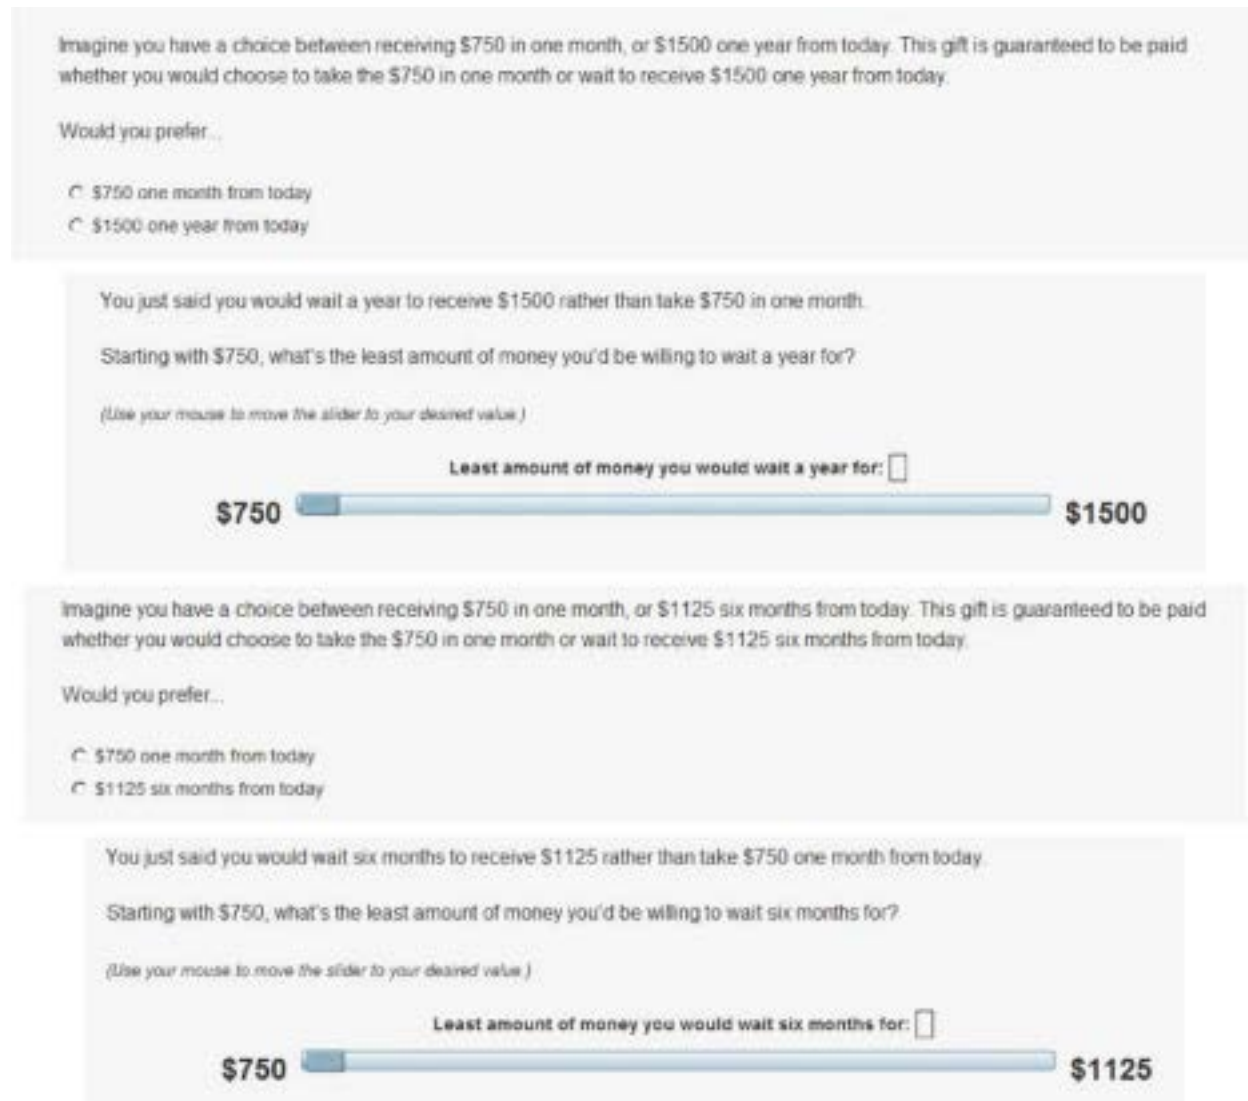 Imagine you have a choice between receiving $750 in one month, or $1500 one year from today. This gift is guaranteed to be paid
whether you would choose to take the $750 in one month or wait to receive $1500 one year from today.
Would you prefer...
$750 one month from today
$1500 one year from today
You just said you would wait a year to receive $1500 rather than take $750 in one month.
Starting with $750, what's the least amount of money you'd be willing to wait a year for?
(Use your mouse to move the slider to your desired value.)
Least amount of money you would wait a year for:
$750 $1500
Imagine you have a choice between receiving $750 in one month, or $1125 six months from today. This gift is guaranteed to be paid
whether you would choose to take the $750 in one month or wait to receive $1125 six months from today.
Would you prefer...
$750 one month from today
$1125 six months from today
You just said you would wait six months to receive $1125 rather than take $750 one month from today.
Starting with $750, what's the least amount of money you'd be willing to wait six months for?
(Use your mouse to move the slider to your desired value.)
Least amount of money you would wait six months for:
$750 $1125